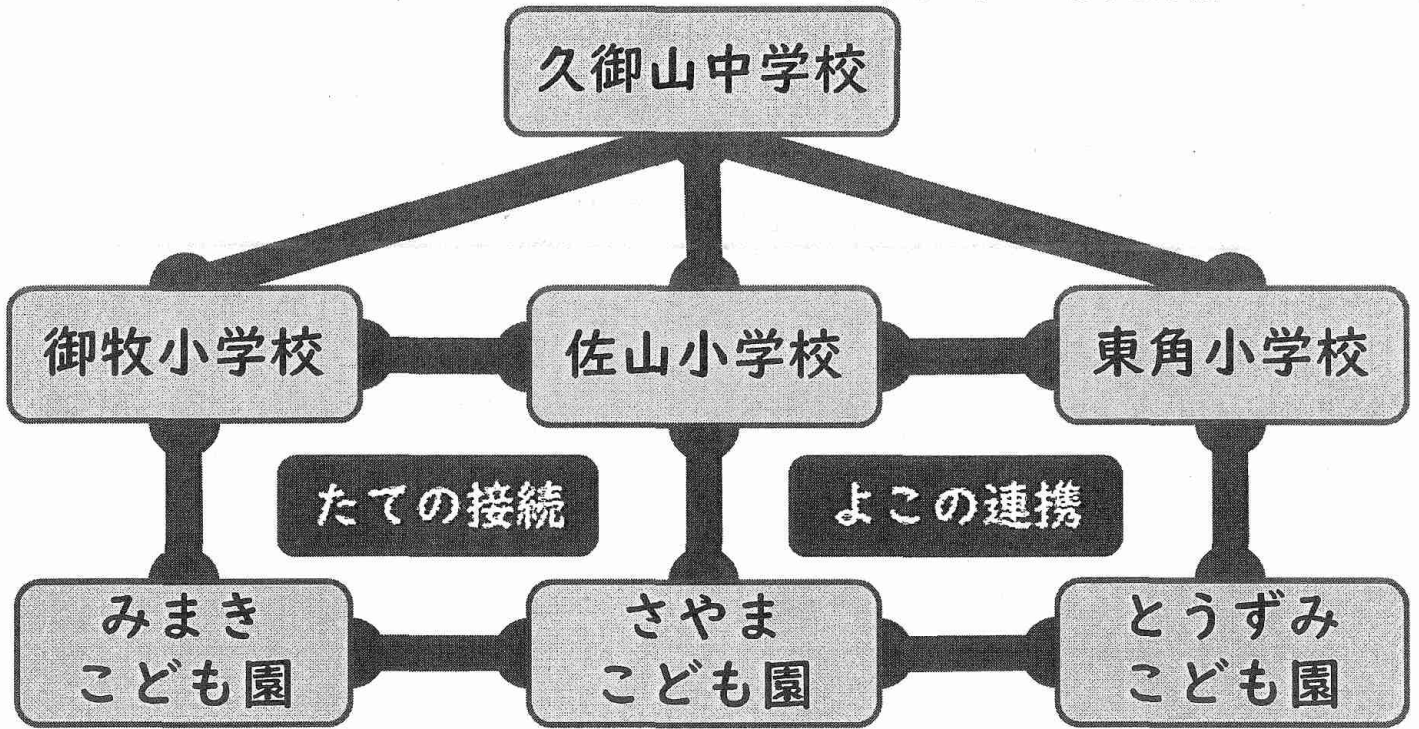 久御山中学校
御牧小学校
佐山小学校
東角小学校
たての接続
よこの連携
みまき
こども園
さやま
こども園
とうずみ
こども園